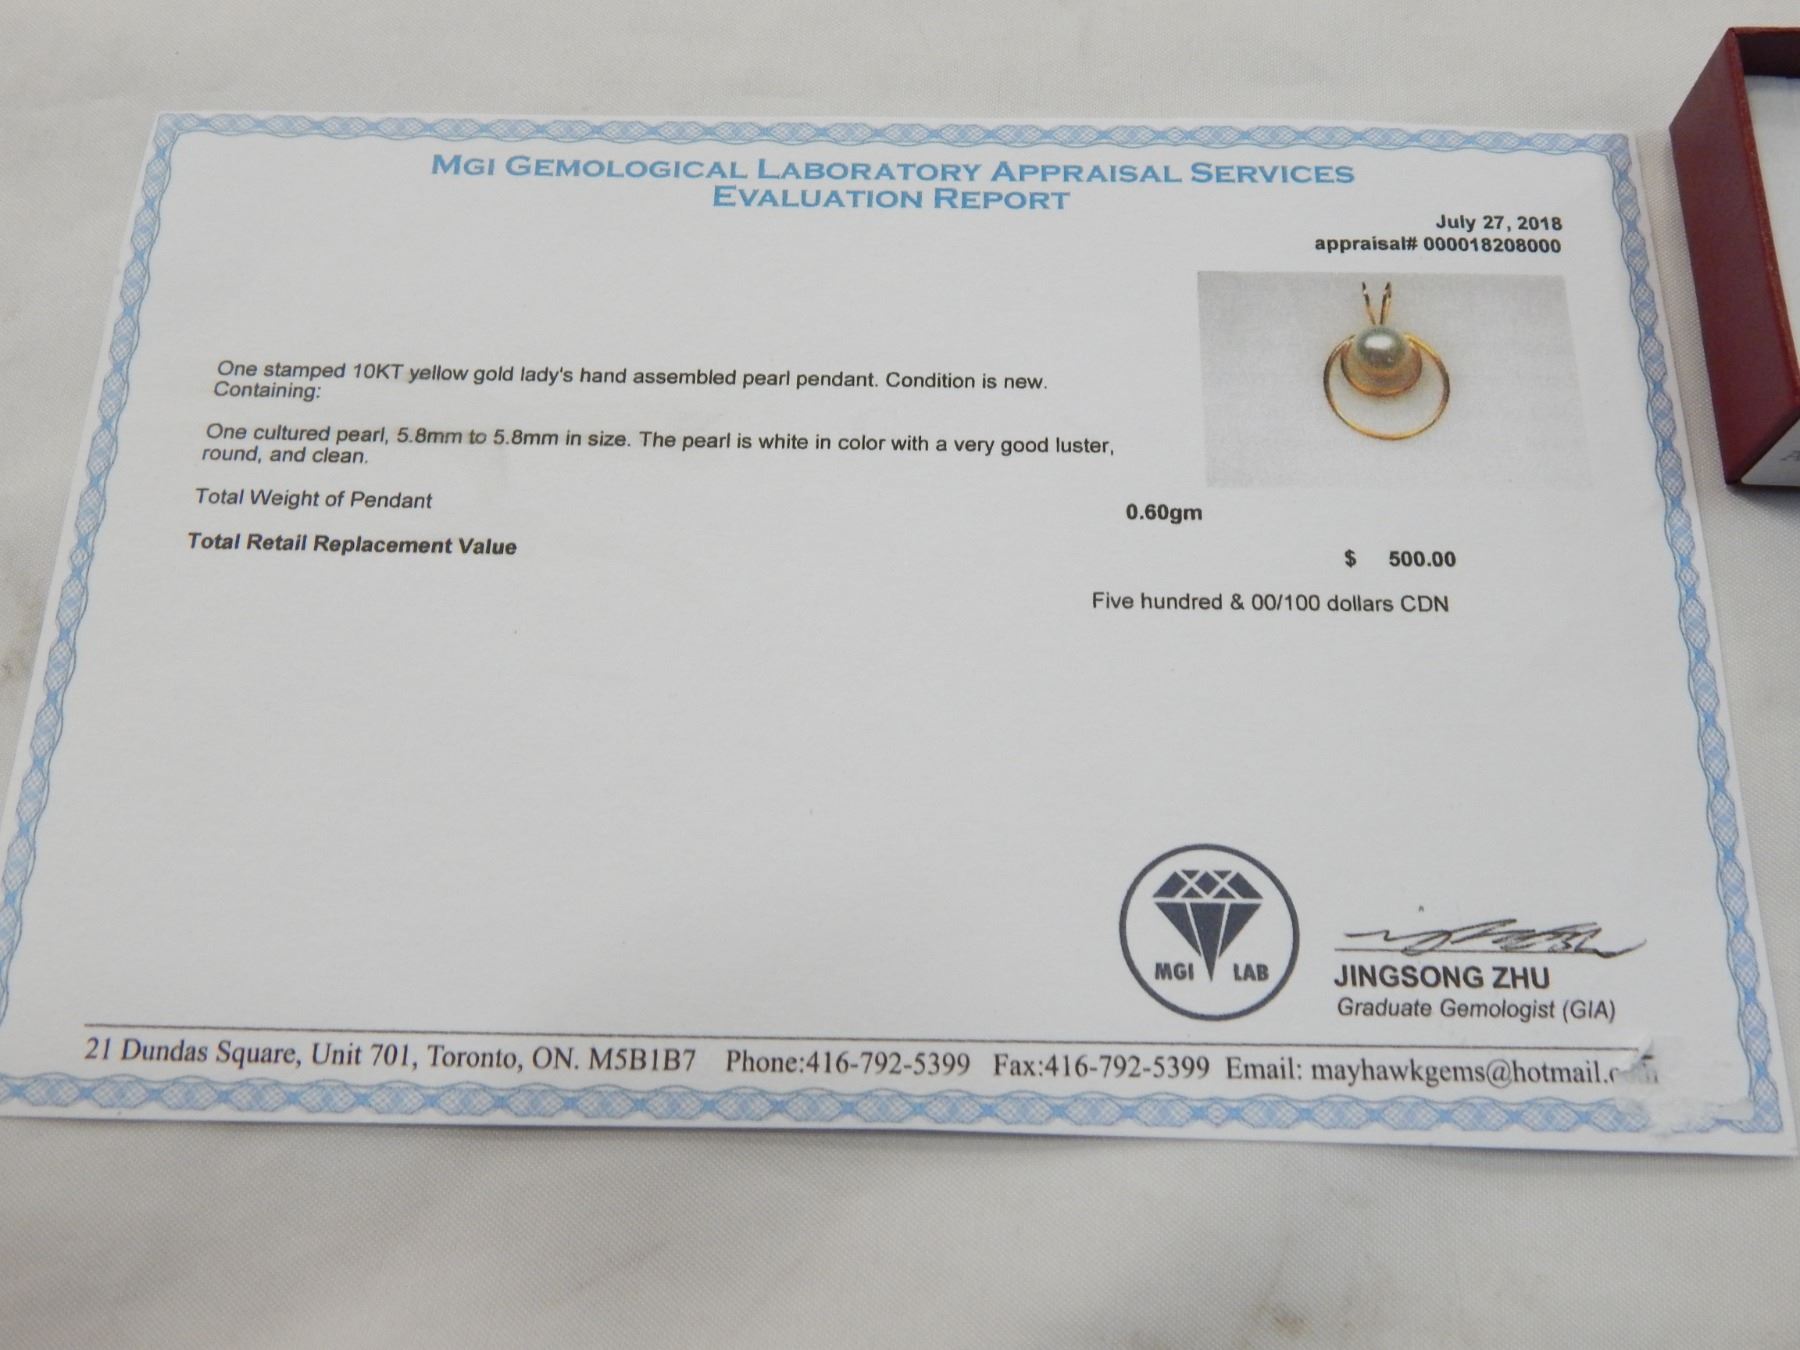 MGI GEMOLOGICAL LABORATORY APPRAISAL SERVICES
EVALUATION REPORT
July 27, 2018
appraisal# 000018208000
One stamped 10KT yellow gold lady's hand assembled pearl pendant. Condition is new.
Containing:
One cultured pearl, 5.8mm to 5.8mm in size. The pearl is white in color with a very good luster,
round, and clean.
Total Weight of Pendant 0.60gm
Total Retail Replacement Value $ 500.00
Five hundred & 00/100 dollars CDN
MGI LAB
JINGSONG ZHU
Graduate Gemologist (GIA)
21 Dundas Square, Unit 701, Toronto, ON. M5B1B7 Phone:416-792-5399 Fax:416-792-5399 Email: